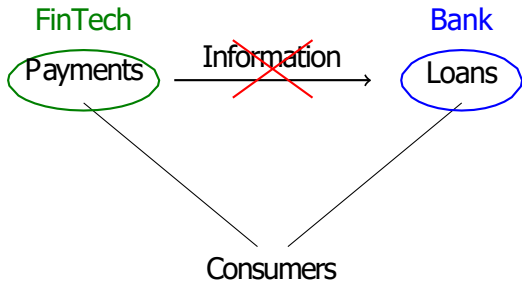 FinTech
Bank
Payments
Information
Loans
Consumers